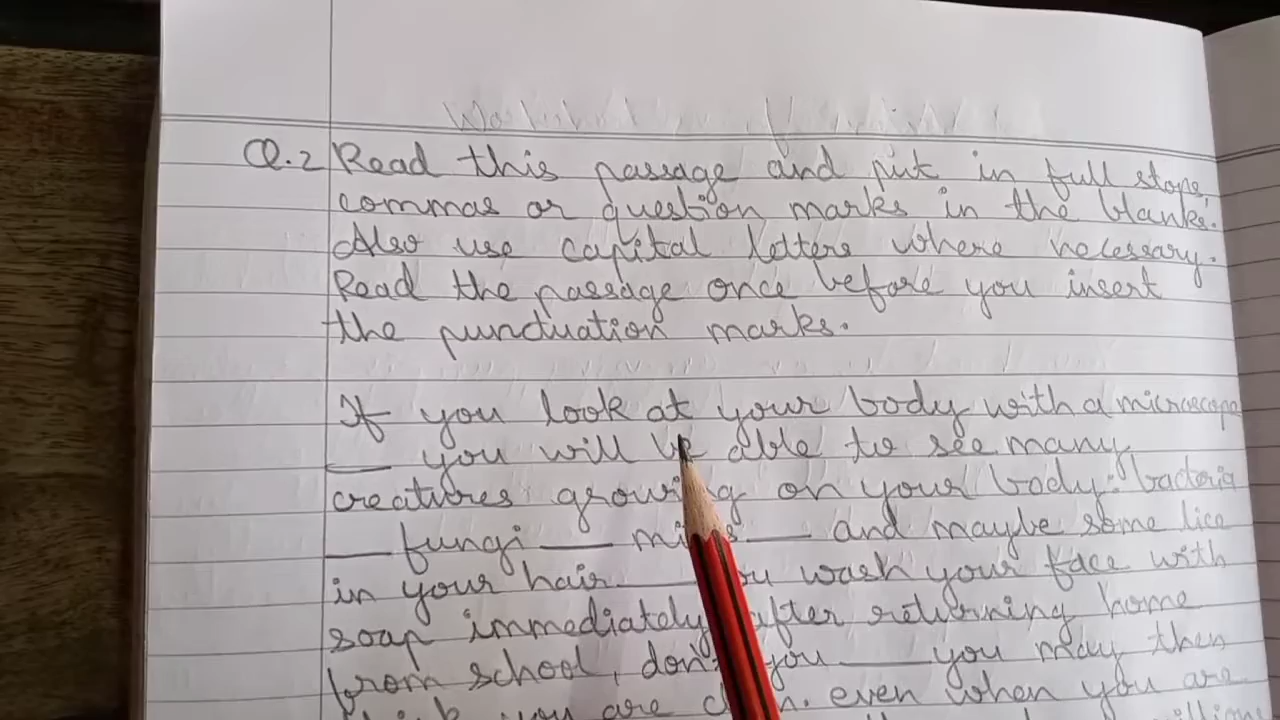 Q.2 Read this passage and put in full stops,
commas or question marks in the blanks.
Also use capital letters where necessary.
Read the passage once before you insert
the punctuation marks.
If you look at your body with a microscope
___ you will be able to see many
creatures growing on your body: bacteria
___ fungi ___ ___ and maybe some lice
in your hair ___ you wash your face with
soap immediately after returning home
from school, don't you ___ you may then
you are even when you are